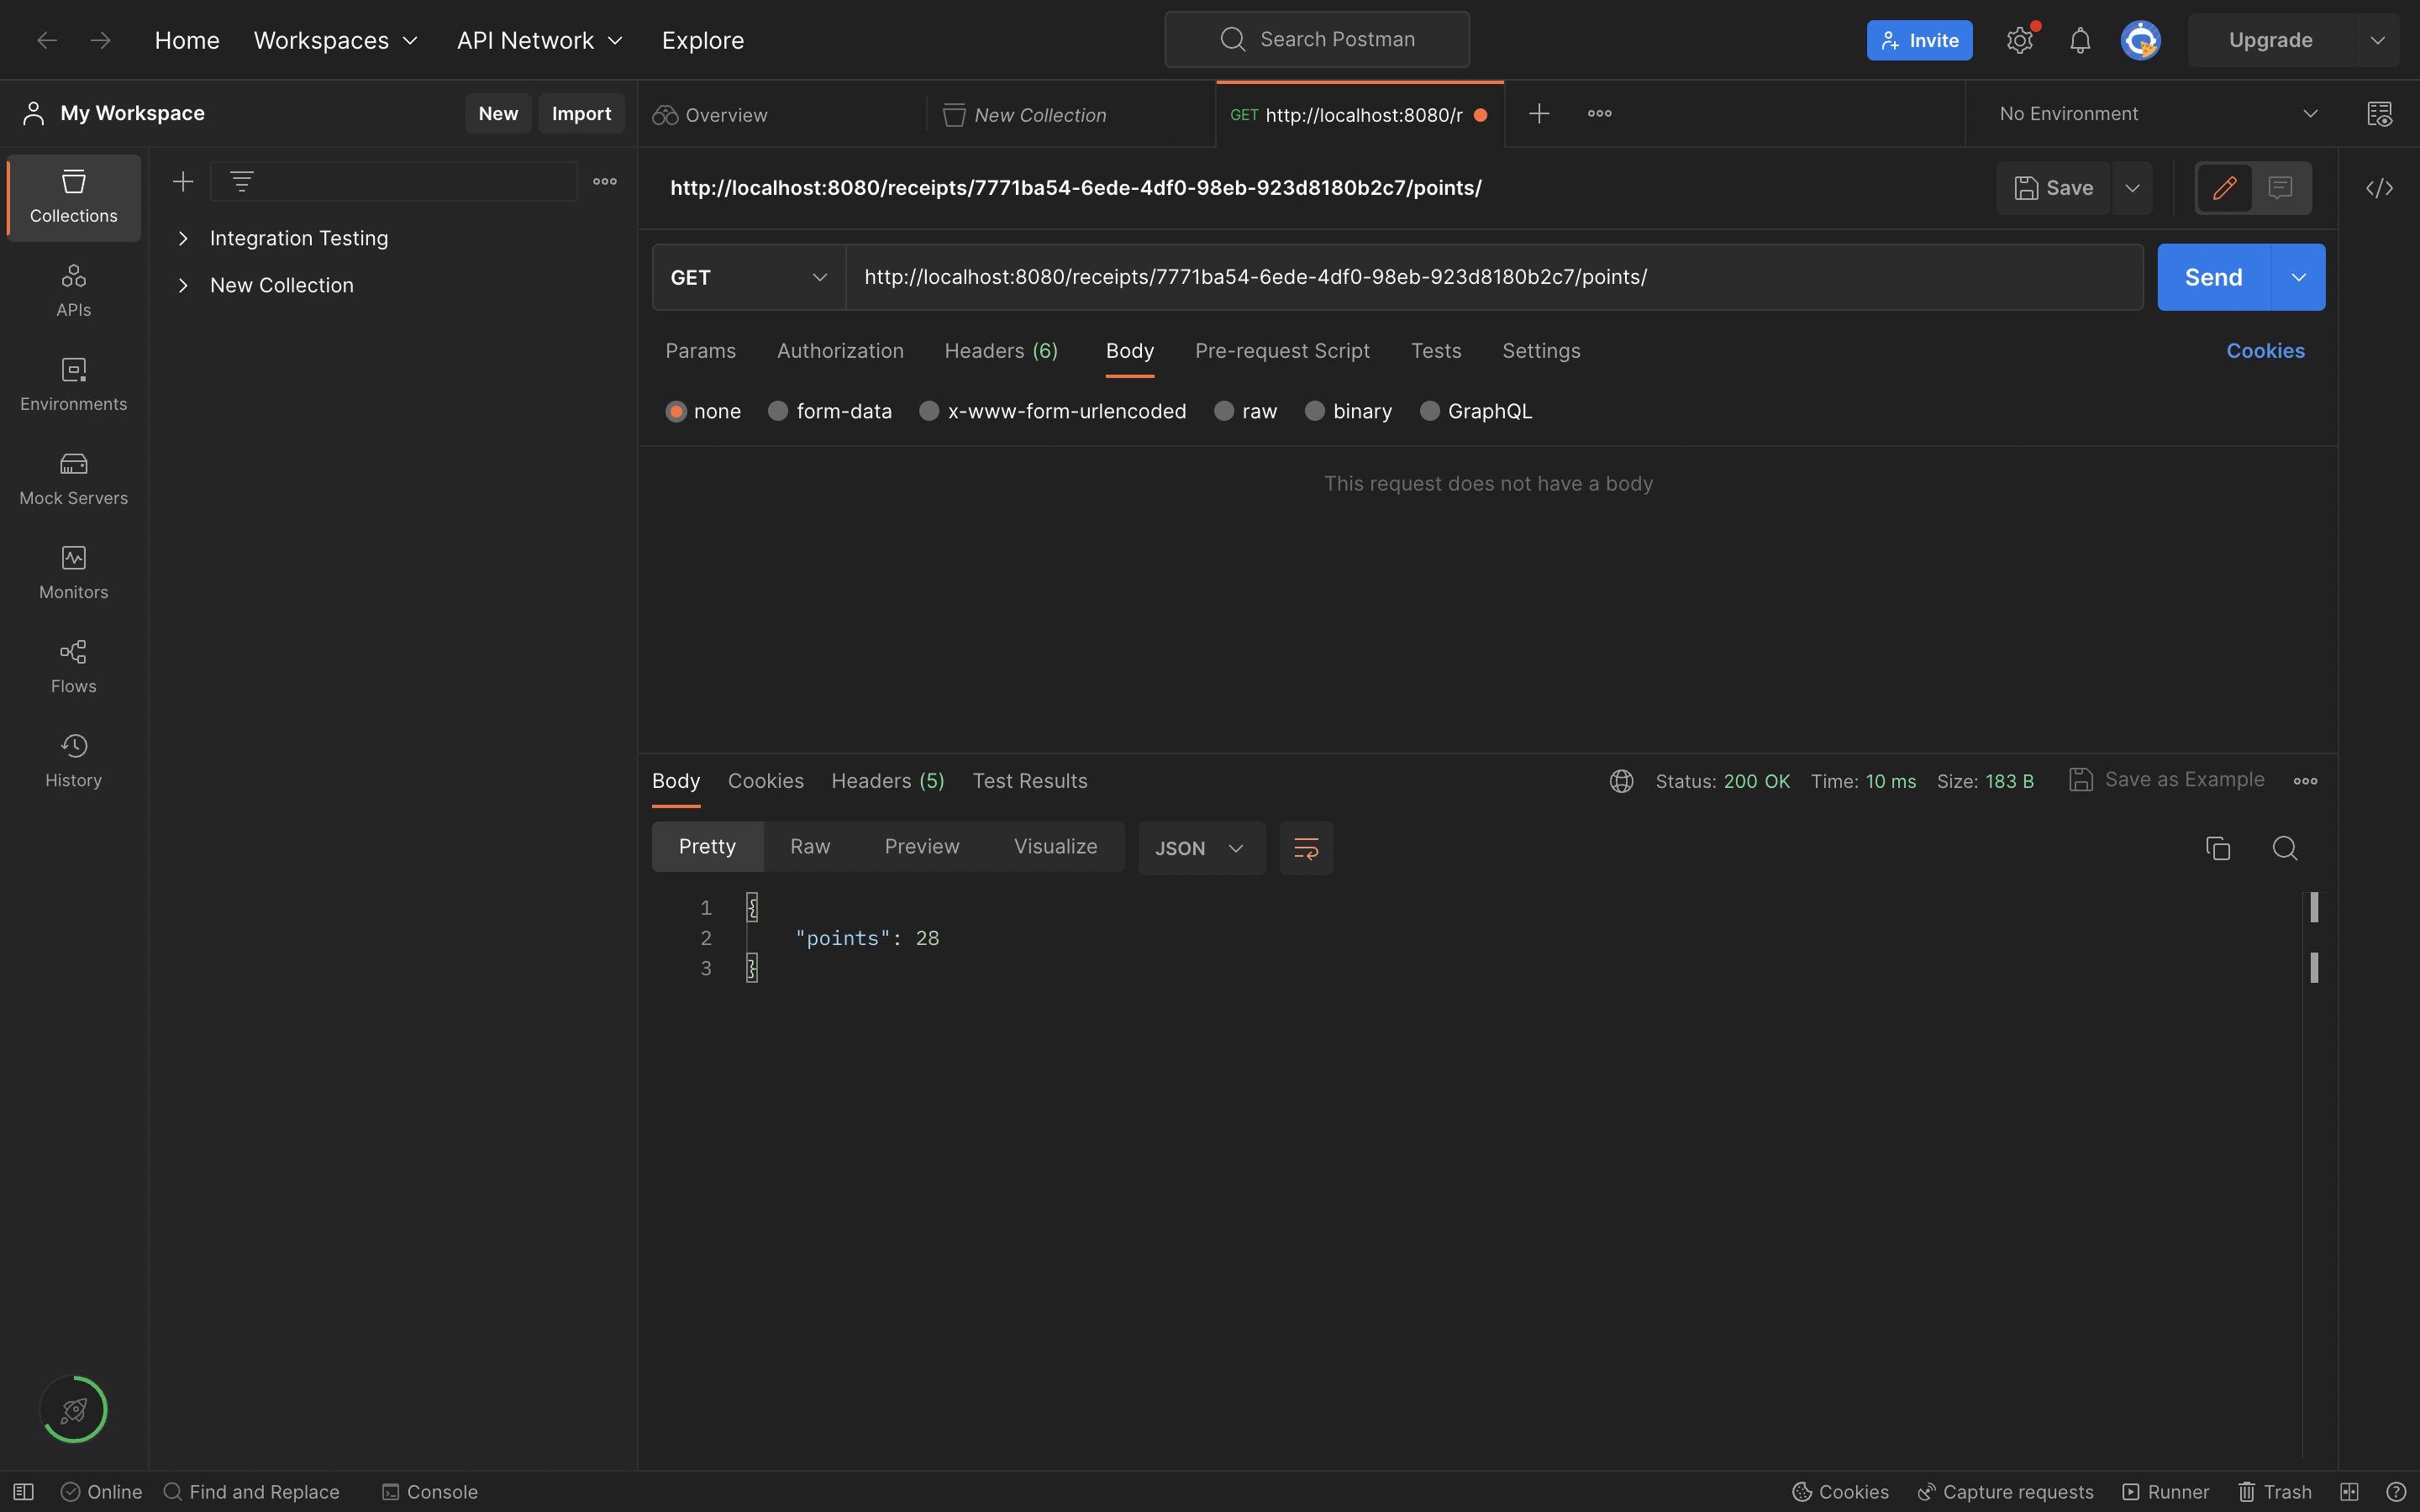 Home Workspaces API Network Explore Search Postman Invite Upgrade
My Workspace New Import Overview New Collection GET http://localhost:8080/r No Environment
Collections
APIs
Environments
Mock Servers
Monitors
Flows
History
Integration Testing
New Collection
http://localhost:8080/receipts/7771ba54-6ede-4df0-98eb-923d8180b2c7/points/ Save
GET http://localhost:8080/receipts/7771ba54-6ede-4df0-98eb-923d8180b2c7/points/ Send
Params Authorization Headers (6) Body Pre-request Script Tests Settings Cookies
none form-data x-www-form-urlencoded raw binary GraphQL
This request does not have a body
Body Cookies Headers (5) Test Results Status: 200 OK Time: 10 ms Size: 183 B Save as Example
Pretty Raw Preview Visualize JSON
1 {
2 "points": 28
3 }
Online Find and Replace Console Cookies Capture requests Runner Trash